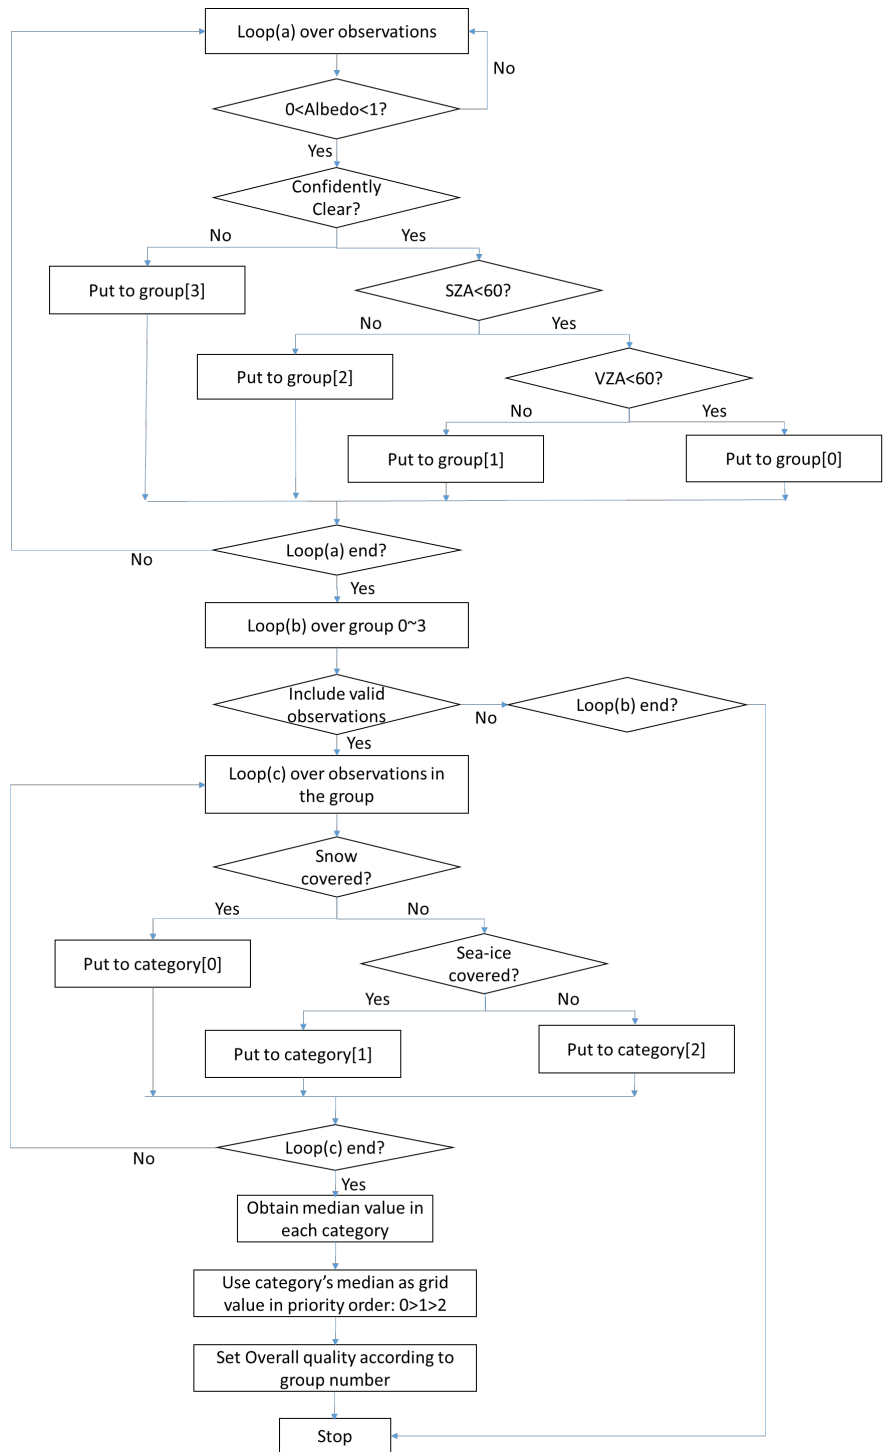 Loop(a) over observations
No
0<Albedo<1?
Yes
Confidently
Clear?
No
Yes
Put to group[3]
SZA<60?
No
Yes
Put to group[2]
VZA<60?
No
Yes
Put to group[1]
Put to group[0]
Loop(a) end?
No
Yes
Loop(b) over group 0~3
Include valid
observations
No
Loop(b) end?
Yes
Loop(c) over observations in
the group
Snow
covered?
Yes
No
Put to category[0]
Sea-ice
covered?
Yes
No
Put to category[1]
Put to category[2]
Loop(c) end?
No
Yes
Obtain median value in
each category
Use category’s median as grid
value in priority order: 0>1>2
Set Overall quality according to
group number
Stop